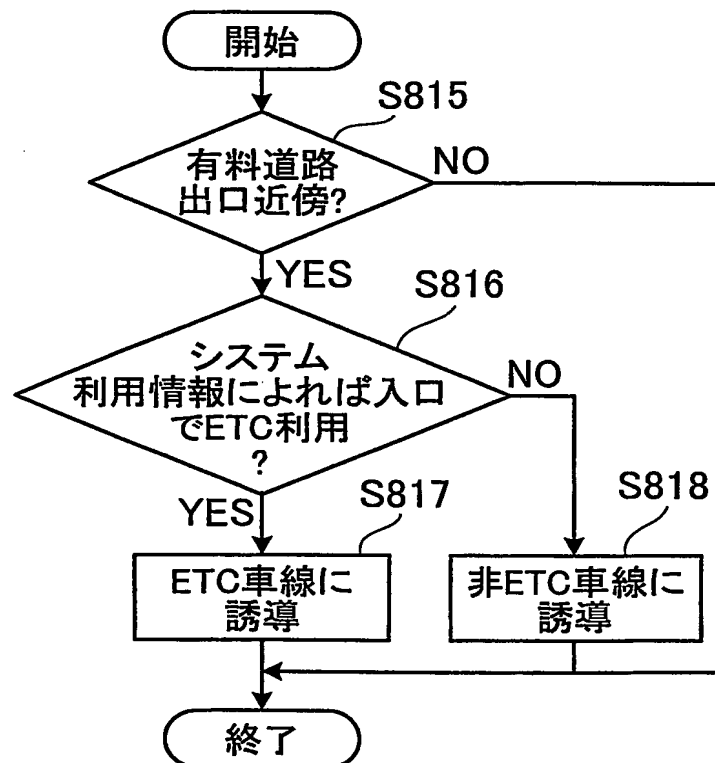 開始
S815
有料道路
出口近傍?
NO
YES
S816
システム
利用情報によれば入口
でETC利用
?
NO
YES
S817
S818
ETC車線に
誘導
非ETC車線に
誘導
終了